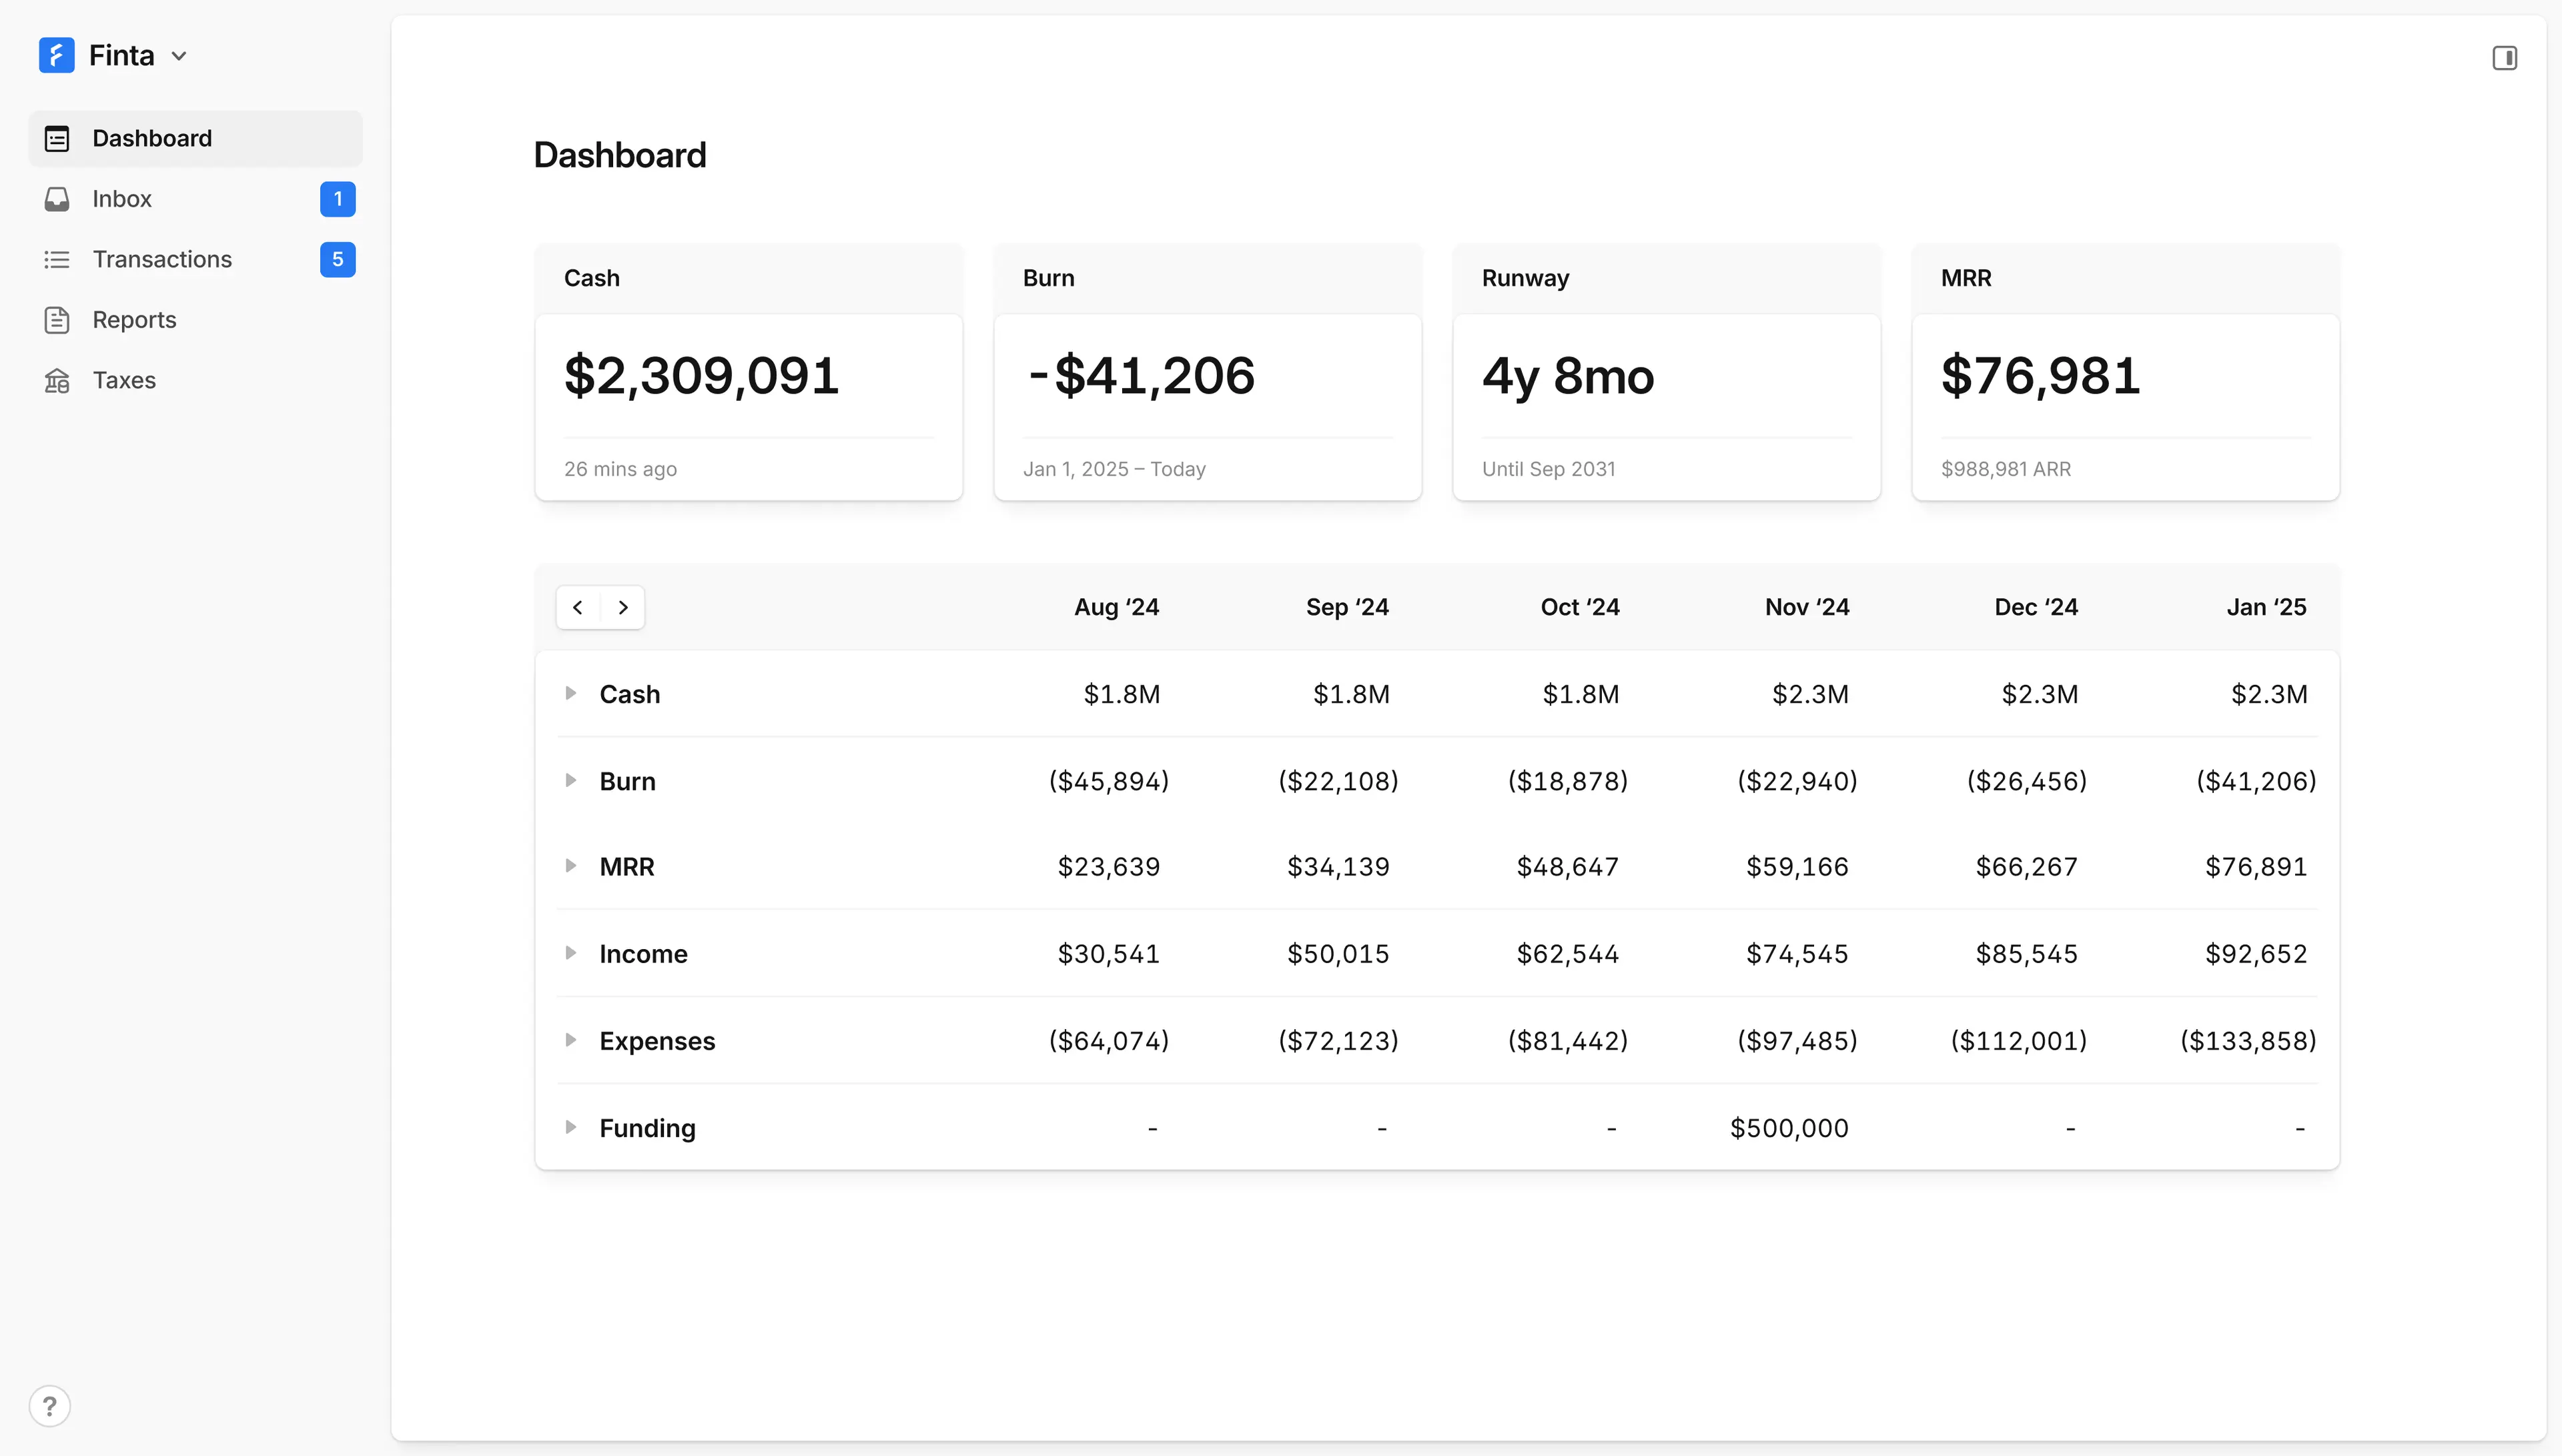 Finta
Dashboard
Inbox 1
Transactions 5
Reports
Taxes
?
Dashboard
Cash Burn Runway MRR
$2,309,091 -$41,206 4y 8mo $76,981
26 mins ago Jan 1, 2025 – Today Until Sep 2031 $988,981 ARR
Aug ‘24 Sep ‘24 Oct ‘24 Nov ‘24 Dec ‘24 Jan ‘25
Cash $1.8M $1.8M $1.8M $2.3M $2.3M $2.3M
Burn ($45,894) ($22,108) ($18,878) ($22,940) ($26,456) ($41,206)
MRR $23,639 $34,139 $48,647 $59,166 $66,267 $76,891
Income $30,541 $50,015 $62,544 $74,545 $85,545 $92,652
Expenses ($64,074) ($72,123) ($81,442) ($97,485) ($112,001) ($133,858)
Funding - - - $500,000 - -